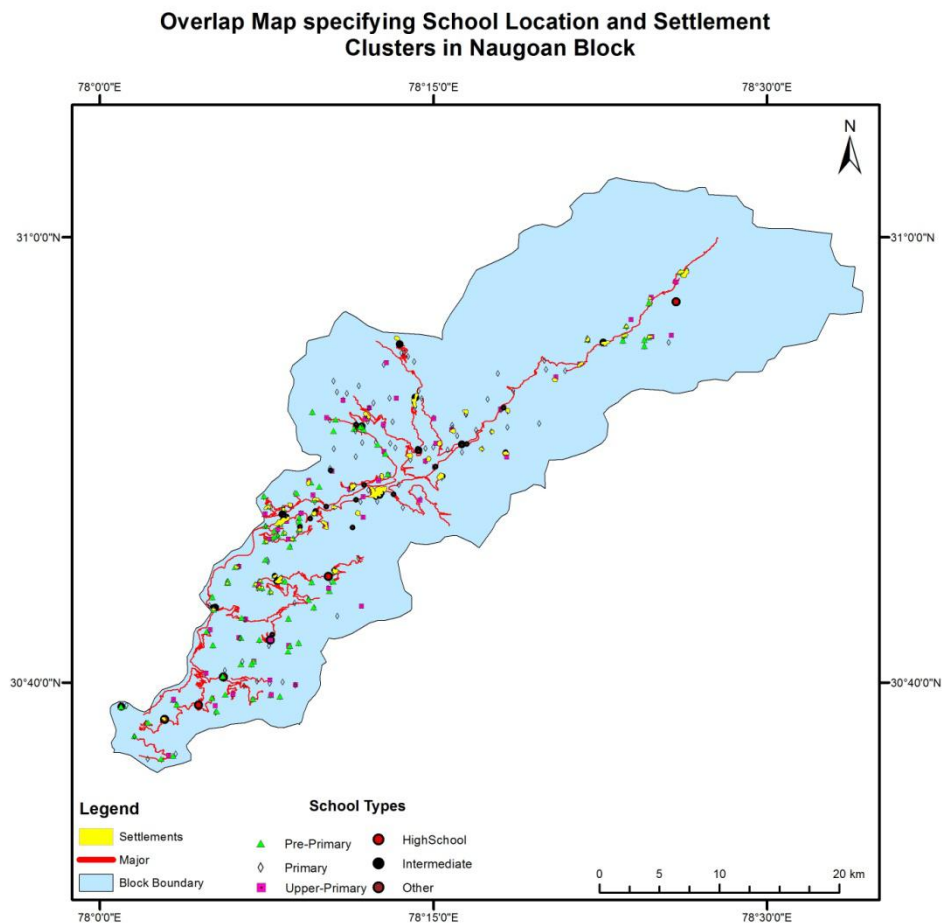 Overlap Map specifying School Location and Settlement
Clusters in Naugoan Block
78°0'0"E 78°15'0"E 78°30'0"E
N
31°0'0"N 31°0'0"N
30°40'0"N 30°40'0"N
Legend
Settlements
Major
Block Boundary
School Types
Pre-Primary
Primary
Upper-Primary
HighSchool
Intermediate
Other
0 5 10 20 km
78°0'0"E 78°15'0"E 78°30'0"E